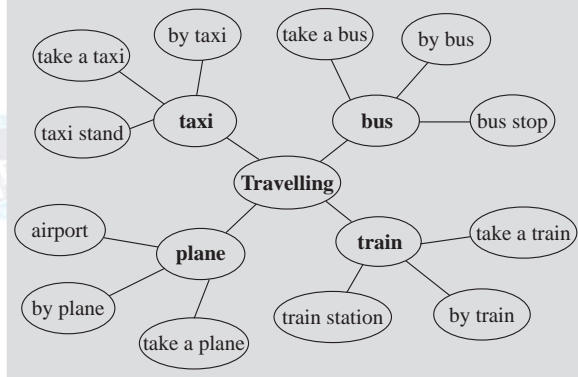 take a taxi
by taxi
taxi stand
taxi
take a bus
by bus
bus stop
bus
Travelling
airport
by plane
take a plane
plane
train
take a train
train station
by train